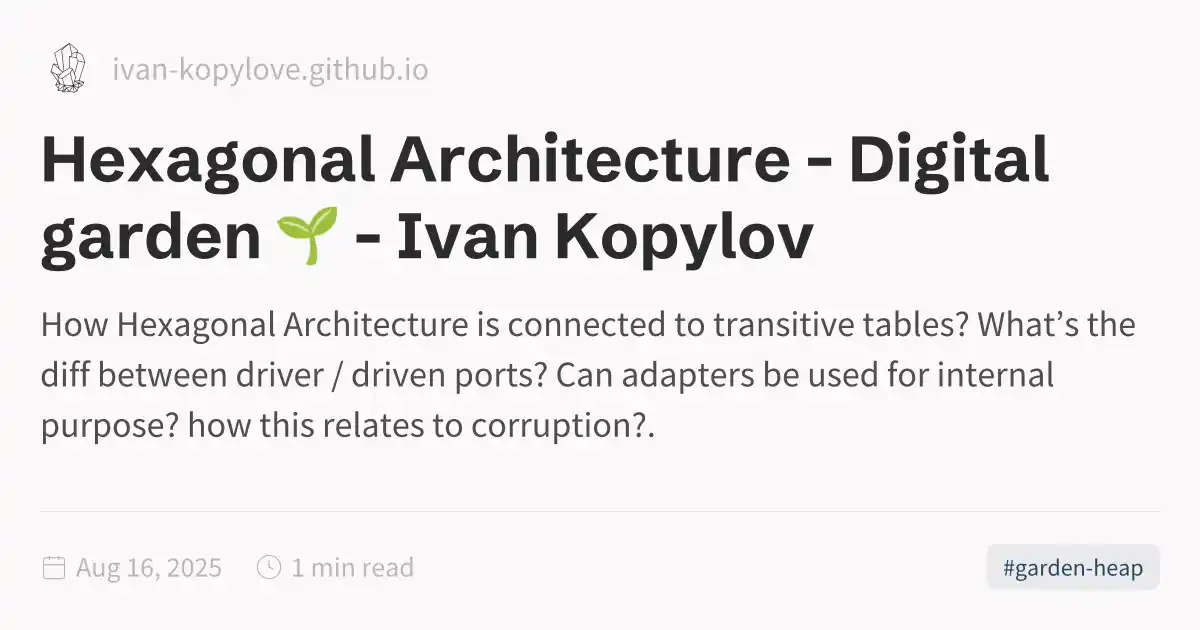 ivan-kopylove.github.io
Hexagonal Architecture - Digital
garden 🌱 - Ivan Kopylov
How Hexagonal Architecture is connected to transitive tables? What’s the
diff between driver / driven ports? Can adapters be used for internal
purpose? how this relates to corruption?.
Aug 16, 2025
1 min read
#garden-heap